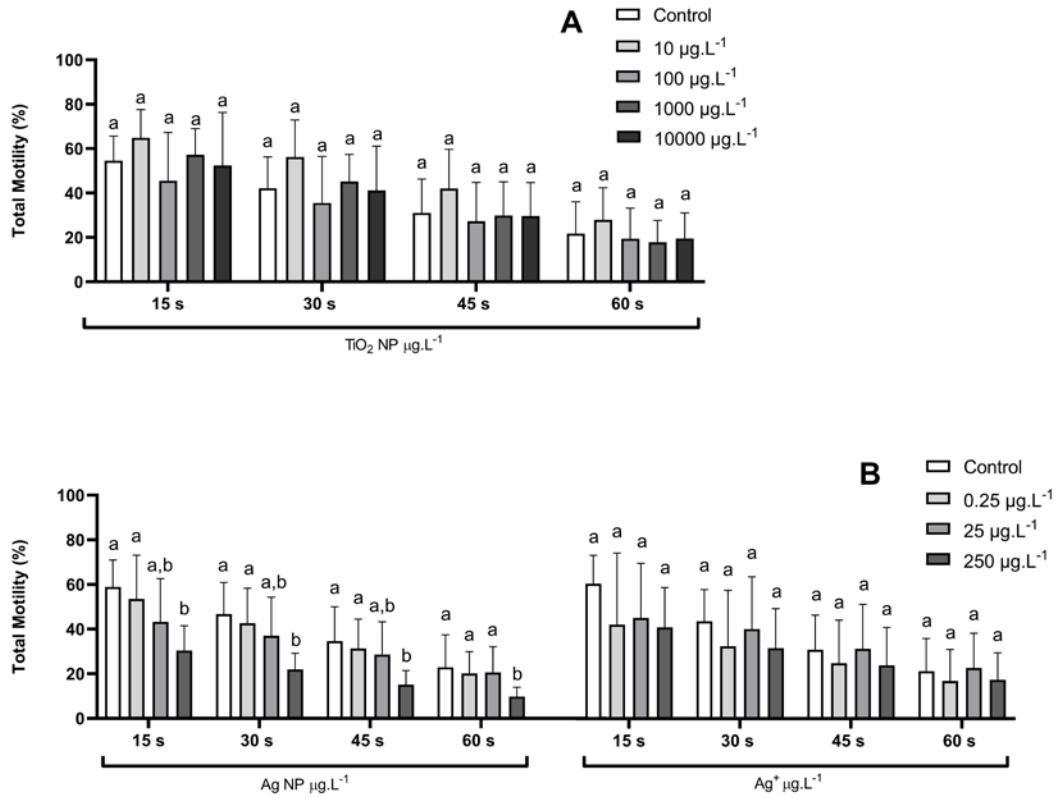 A
Control
10 µg.L⁻¹
100 µg.L⁻¹
1000 µg.L⁻¹
10000 µg.L⁻¹
Total Motility (%)
100
80
60
40
20
0
a a a a a
a a a a a
a a a a a
a a a a a
15 s 30 s 45 s 60 s
TiO₂ NP µg.L⁻¹
B
Control
0.25 µg.L⁻¹
25 µg.L⁻¹
250 µg.L⁻¹
Total Motility (%)
100
80
60
40
20
0
a a a,b b
a a a,b b
a a a,b b
a a a b
a a a a
a a a a
a a a a
a a a a
15 s 30 s 45 s 60 s 15 s 30 s 45 s 60 s
Ag NP µg.L⁻¹
Ag⁺ µg.L⁻¹